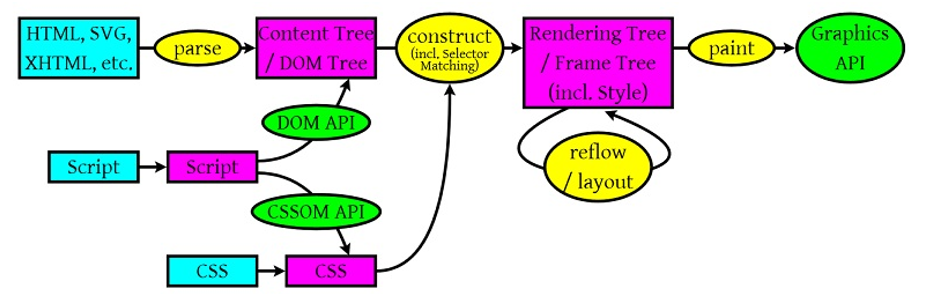 HTML, SVG,
XHTML, etc.
parse
Content Tree
/ DOM Tree
construct
(incl. Selector
Matching)
Rendering Tree
/ Frame Tree
(incl. Style)
paint
Graphics
API
DOM API
Script
Script
reflow
/ layout
CSSOM API
CSS
CSS